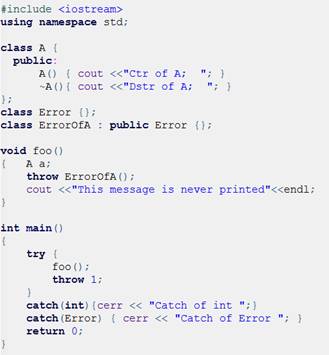 #include <iostream>
using namespace std;
class A {
public:
A() { cout <<"Ctr of A;  "; }
~A(){ cout <<"Dstr of A;  "; }
};
class Error {};
class ErrorOfA : public Error {};
void foo()
{   A a;
throw ErrorOfA();
cout <<"This message is never printed"<<endl;
}
int main()
{
try {
foo();
throw 1;
}
catch(int){cerr << "Catch of int ";}
catch(Error) { cerr << "Catch of Error "; }
return 0;
}